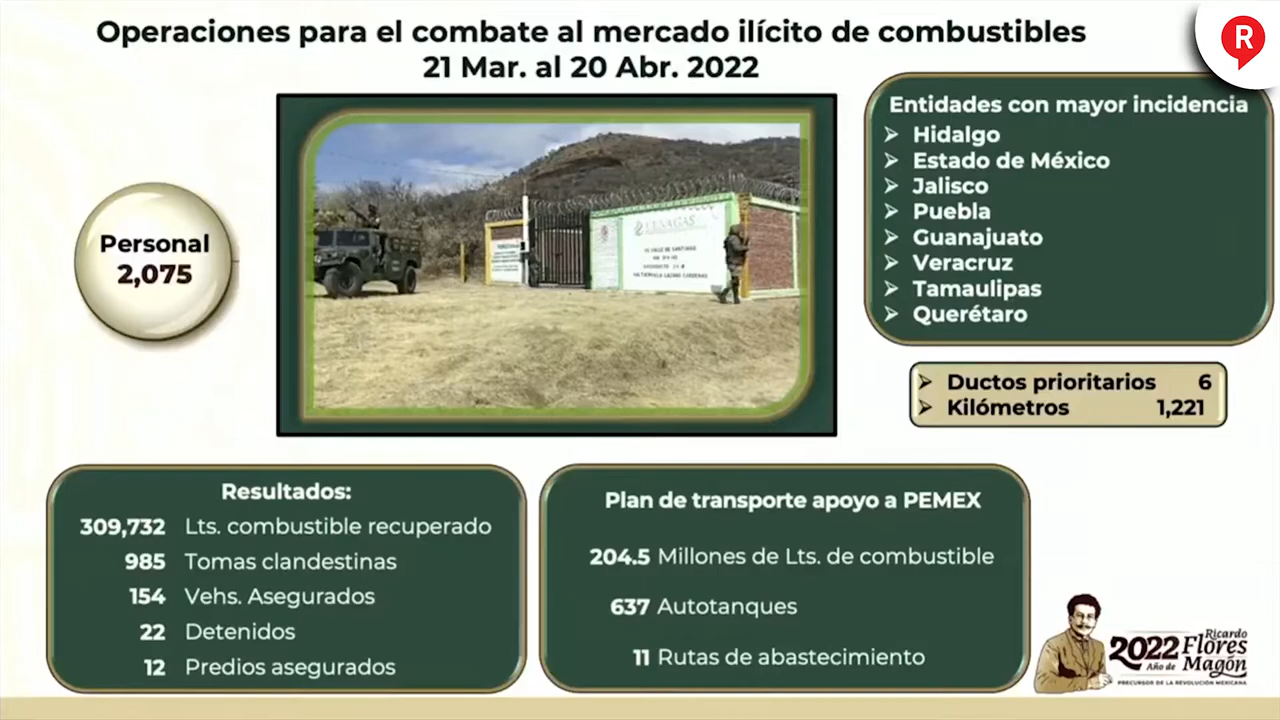 Operaciones para el combate al mercado ilícito de combustibles
21 Mar. al 20 Abr. 2022
R
Personal
2,075
CENAGAS
Entidades con mayor incidencia
Hidalgo
Estado de México
Jalisco
Puebla
Guanajuato
Veracruz
Tamaulipas
Querétaro
Ductos prioritarios 6
Kilómetros 1,221
Resultados:
309,732 Lts. combustible recuperado
985 Tomas clandestinas
154 Vehs. Asegurados
22 Detenidos
12 Predios asegurados
Plan de transporte apoyo a PEMEX
204.5 Millones de Lts. de combustible
637 Autotanques
11 Rutas de abastecimiento
2022 Ricardo
Flores
Año de Magón
PRECURSOR DE LA REVOLUCIÓN MEXICANA